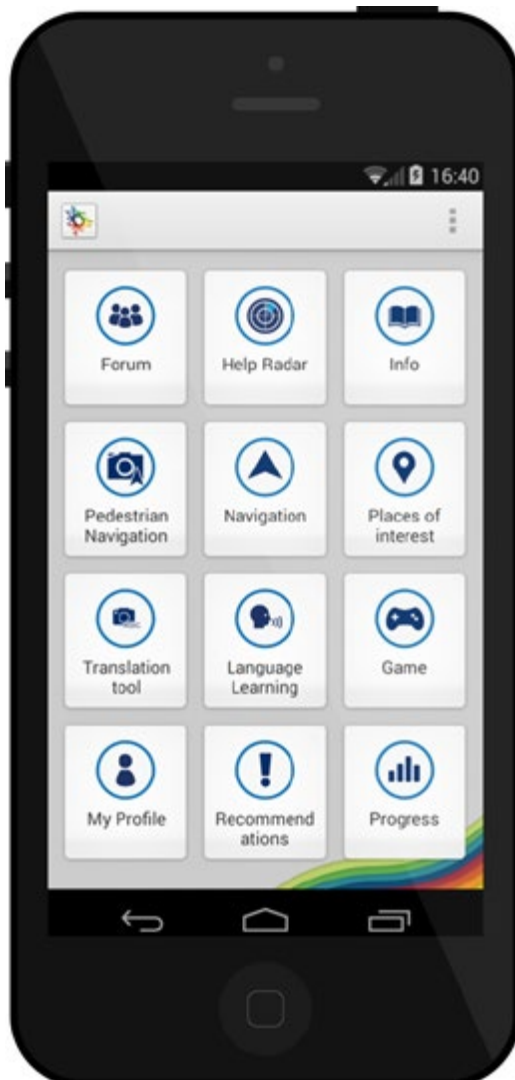 16:40
Forum
Help Radar
Info
Pedestrian
Navigation
Navigation
Places of
interest
Translation
tool
Language
Learning
Game
My Profile
Recommend
ations
Progress